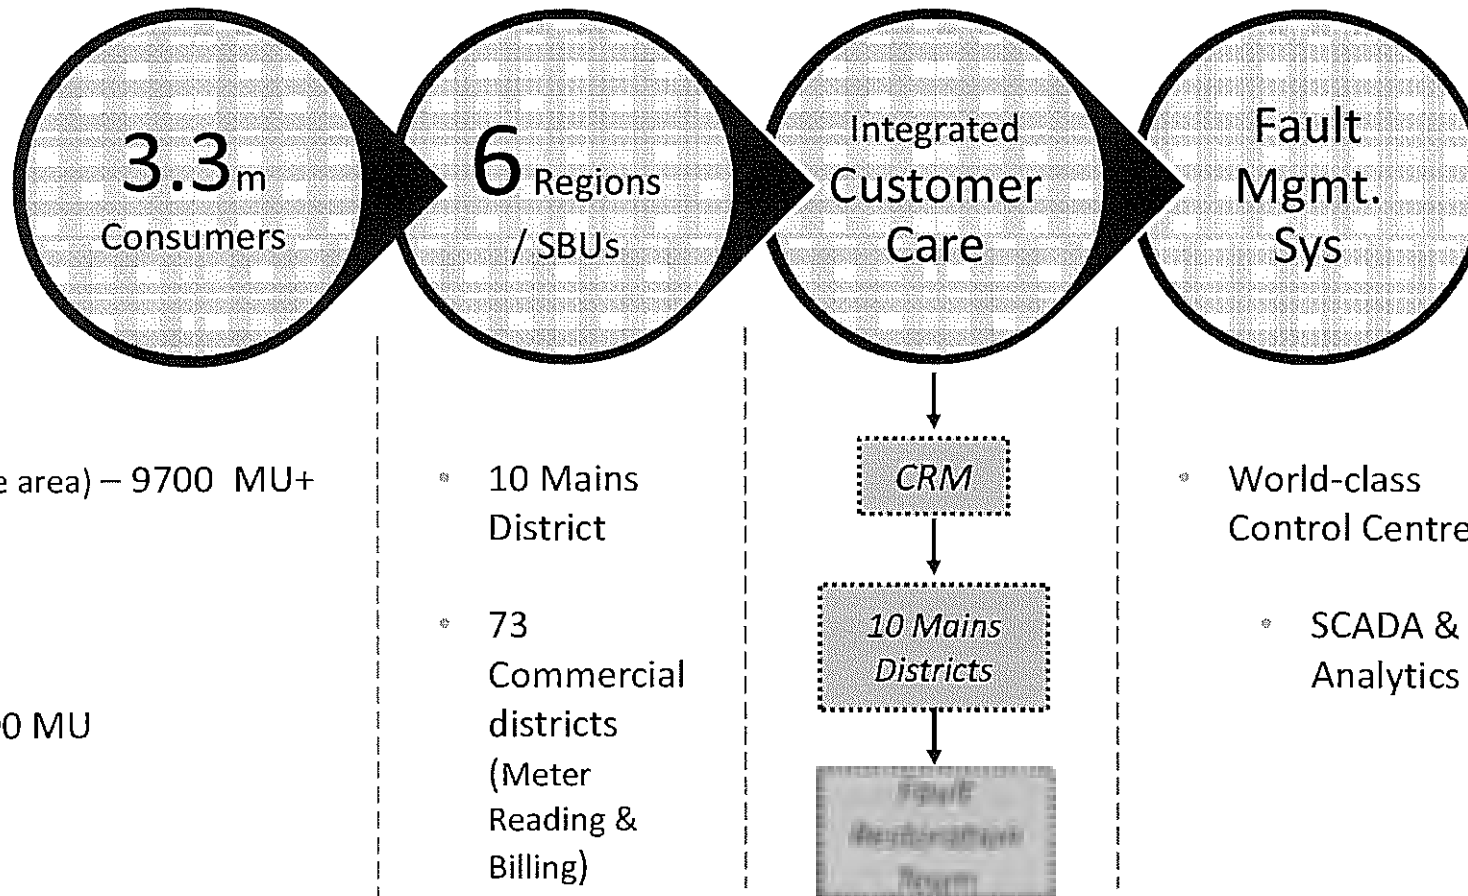 3.3m
Consumers
6 Regions
/ SBUs
Integrated
Customer
Care
Fault
Mgmt.
Sys
e area) – 9700 MU+
0 MU
10 Mains
District
73
Commercial
districts
(Meter
Reading &
Billing)
CRM
10 Mains
Districts
World-class
Control Centre
SCADA &
Analytics